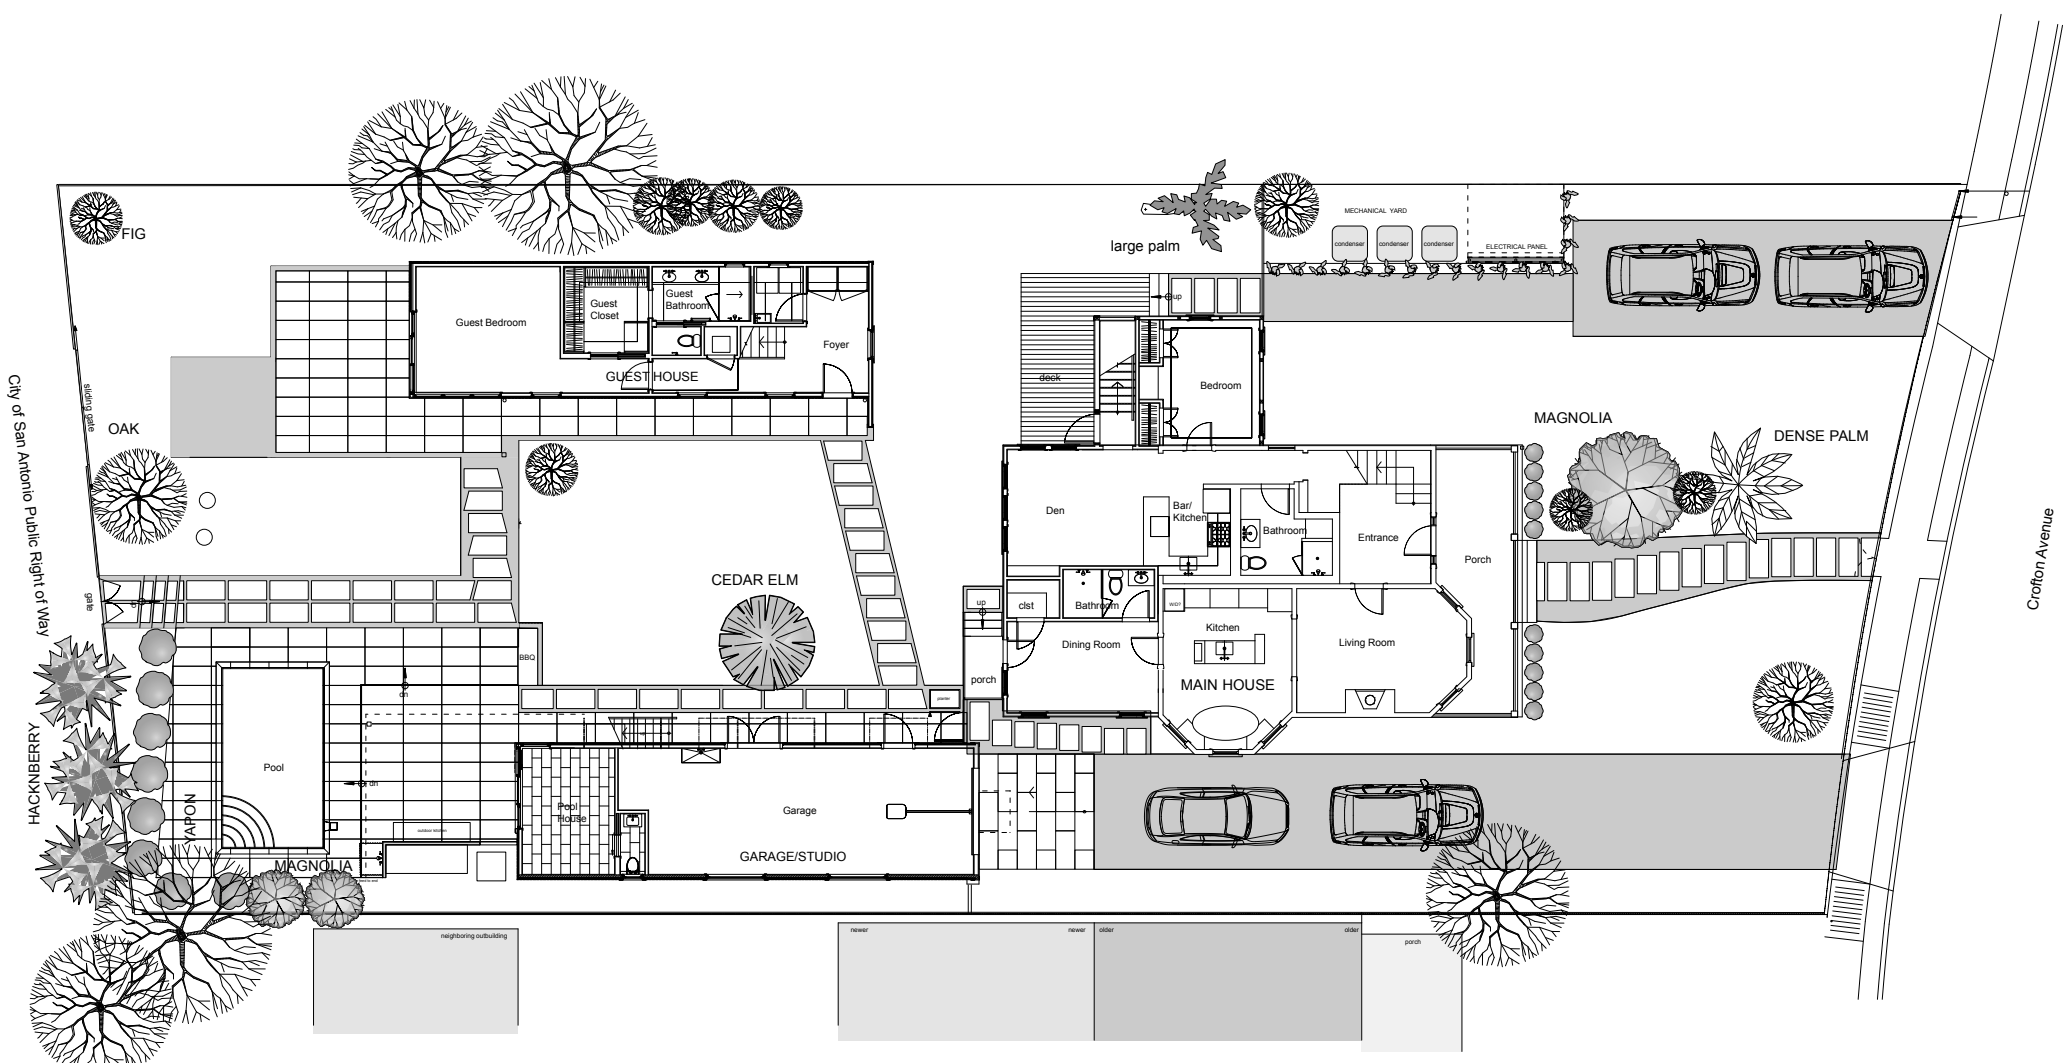 FIG
large palm
MECHANICAL YARD
condenser
condenser
condenser
ELECTRICAL PANEL
up
Guest Bedroom
Guest
Closet
Guest
Bathroom
Foyer
GUEST HOUSE
deck
Bedroom
MAGNOLIA
DENSE PALM
City of San Antonio Public Right of Way
sliding gate
OAK
Den
Bar/
Kitchen
Bathroom
Entrance
Porch
Crofton Avenue
CEDAR ELM
gate
dn
up
clst
Bathroom
W/D?
Kitchen
Dining Room
Living Room
MAIN HOUSE
BBQ
porch
planter
dn
HACKNBERRY
YAPON
Pool
dn
outdoor kitchen
Pool
House
Garage
GARAGE/STUDIO
MAGNOLIA
neighboring outbuilding
newer
newer
older
older
porch